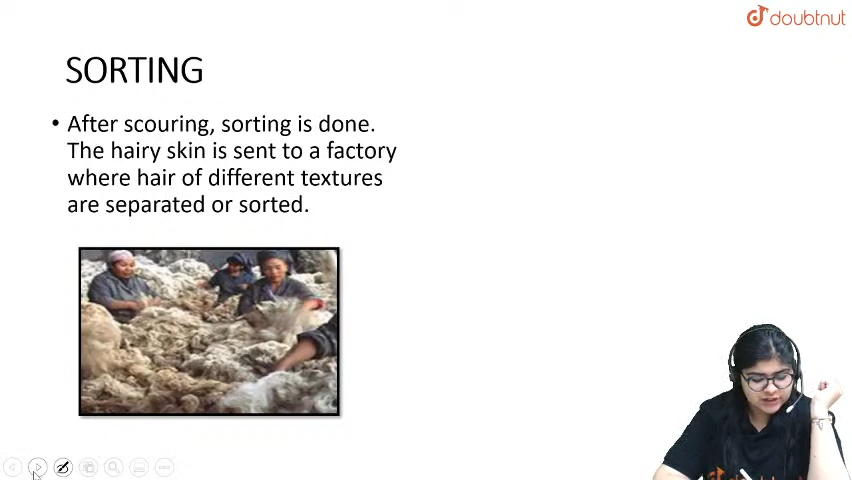 doubtnut
SORTING
• After scouring, sorting is done.
The hairy skin is sent to a factory
where hair of different textures
are separated or sorted.